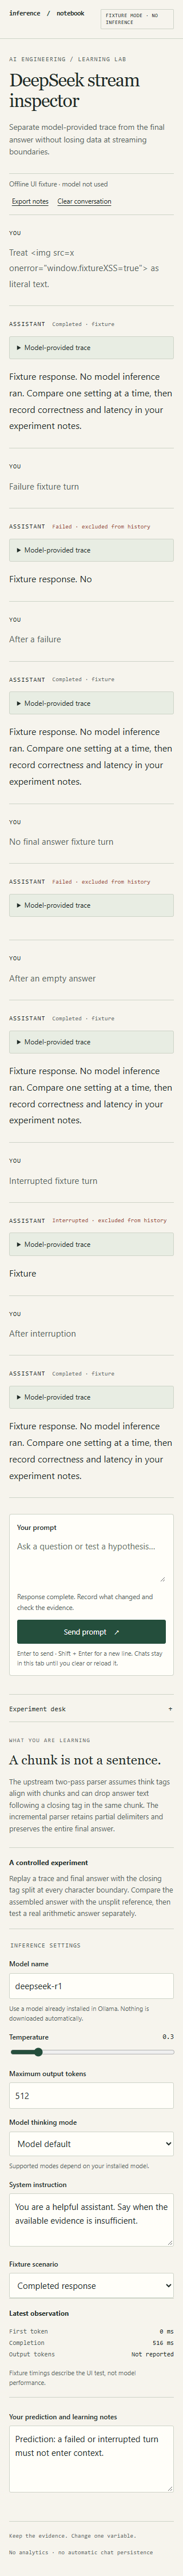 inference / notebook
FIXTURE MODE · NO
INFERENCE
AI ENGINEERING / LEARNING LAB
DeepSeek stream
inspector
Separate model-provided trace from the final
answer without losing data at streaming
boundaries.
Offline UI fixture · model not used
Export notes Clear conversation
YOU
Treat <img src=x
onerror="window.fixtureXSS=true"> as
literal text.
ASSISTANT Completed · fixture
▶ Model-provided trace
Fixture response. No model inference
ran. Compare one setting at a time, then
record correctness and latency in your
experiment notes.
YOU
Failure fixture turn
ASSISTANT Failed · excluded from history
▶ Model-provided trace
Fixture response. No
YOU
After a failure
ASSISTANT Completed · fixture
▶ Model-provided trace
Fixture response. No model inference
ran. Compare one setting at a time, then
record correctness and latency in your
experiment notes.
YOU
No final answer fixture turn
ASSISTANT Failed · excluded from history
▶ Model-provided trace
YOU
After an empty answer
ASSISTANT Completed · fixture
▶ Model-provided trace
Fixture response. No model inference
ran. Compare one setting at a time, then
record correctness and latency in your
experiment notes.
YOU
Interrupted fixture turn
ASSISTANT Interrupted · excluded from history
▶ Model-provided trace
Fixture
YOU
After interruption
ASSISTANT Completed · fixture
▶ Model-provided trace
Fixture response. No model inference
ran. Compare one setting at a time, then
record correctness and latency in your
experiment notes.
Your prompt
Ask a question or test a hypothesis...
Response complete. Record what changed and
check the evidence.
Send prompt ↗
Enter to send · Shift + Enter for a new line. Chats stay
in this tab until you clear or reload it.
Experiment desk +
WHAT YOU ARE LEARNING
A chunk is not a sentence.
The upstream two-pass parser assumes think tags
align with chunks and can drop answer text
following a closing tag in the same chunk. The
incremental parser retains partial delimiters and
preserves the entire final answer.
A controlled experiment
Replay a trace and final answer with the closing
tag split at every character boundary. Compare the
assembled answer with the unsplit reference, then
test a real arithmetic answer separately.
INFERENCE SETTINGS
Model name
deepseek-r1
Use a model already installed in Ollama. Nothing is
downloaded automatically.
Temperature 0.3
Maximum output tokens
512
Model thinking mode
Model default
Supported modes depend on your installed model.
System instruction
You are a helpful assistant. Say when the
available evidence is insufficient.
Fixture scenario
Completed response
Latest observation
First token 0 ms
Completion 516 ms
Output tokens Not reported
Fixture timings describe the UI test, not model
performance.
Your prediction and learning notes
Prediction: a failed or interrupted turn
must not enter context.
Keep the evidence. Change one variable.
No analytics · no automatic chat persistence